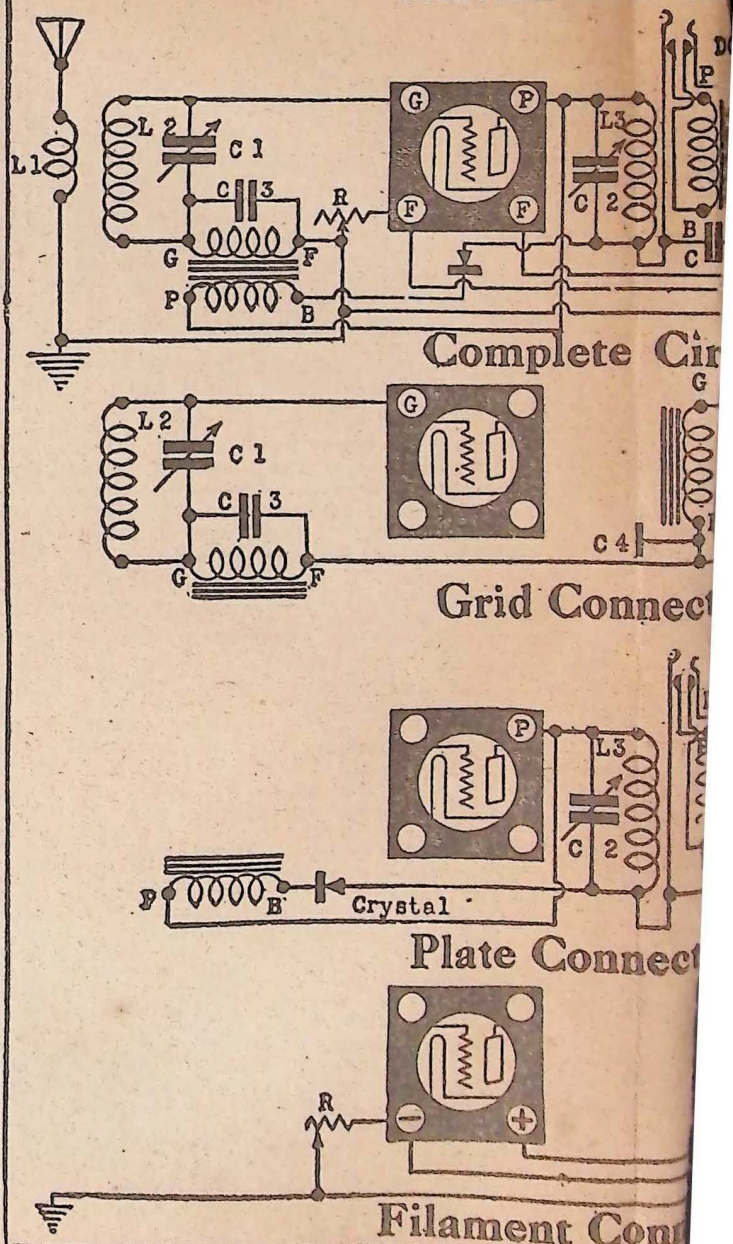 P
G P
L 2 L3
C 1
L1
C 3 R C 2
F F B
G F C
P B
Complete Cir
G
L 2 G
C 1
C 3
C 4
G F
Grid Connect
P
L3
C 2
P B Crystal
Plate Connect
R − +
Filament Conn